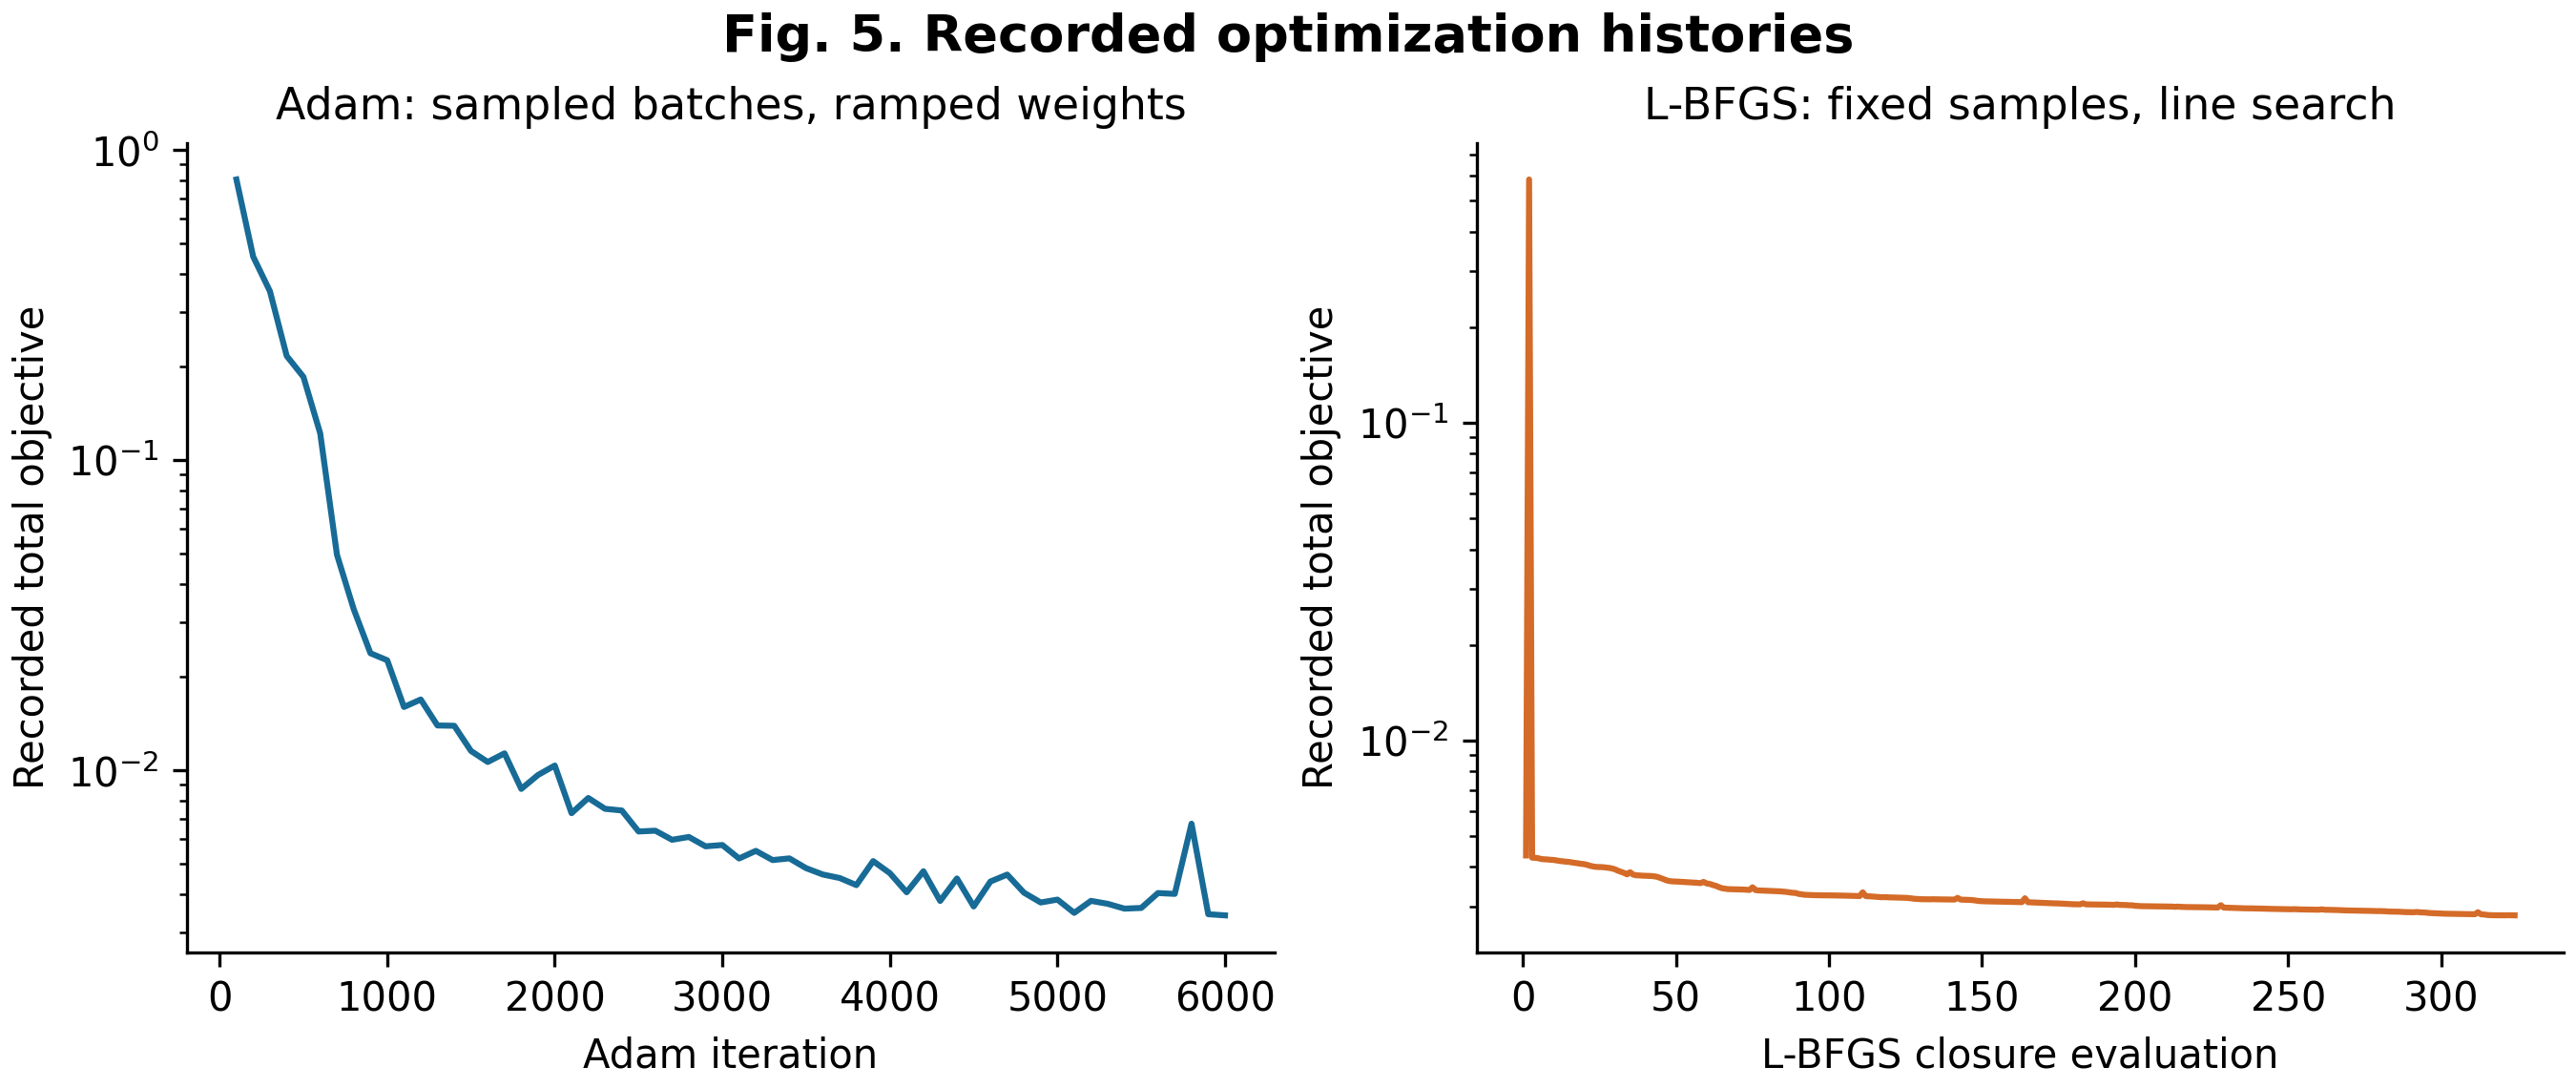 Fig. 5. Recorded optimization histories
Adam: sampled batches, ramped weights
Recorded total objective
10⁰
10⁻¹
10⁻²
0 1000 2000 3000 4000 5000 6000
Adam iteration
L-BFGS: fixed samples, line search
Recorded total objective
10⁻¹
10⁻²
0 50 100 150 200 250 300
L-BFGS closure evaluation